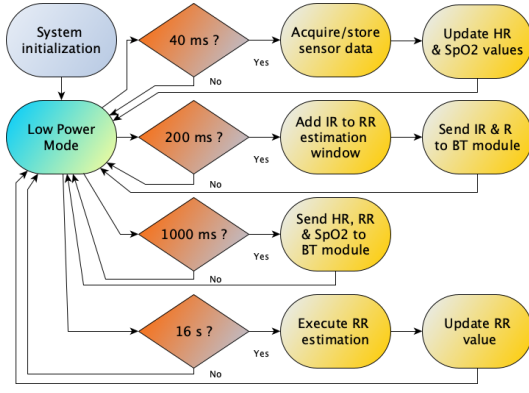 System
initialization
40 ms ?
Yes
No
Acquire/store
sensor data
Update HR
& SpO2 values
Low Power
Mode
200 ms ?
Yes
No
Add IR to RR
estimation
window
Send IR & R
to BT module
1000 ms ?
Yes
No
Send HR, RR
& SpO2 to
BT module
16 s ?
Yes
No
Execute RR
estimation
Update RR
value